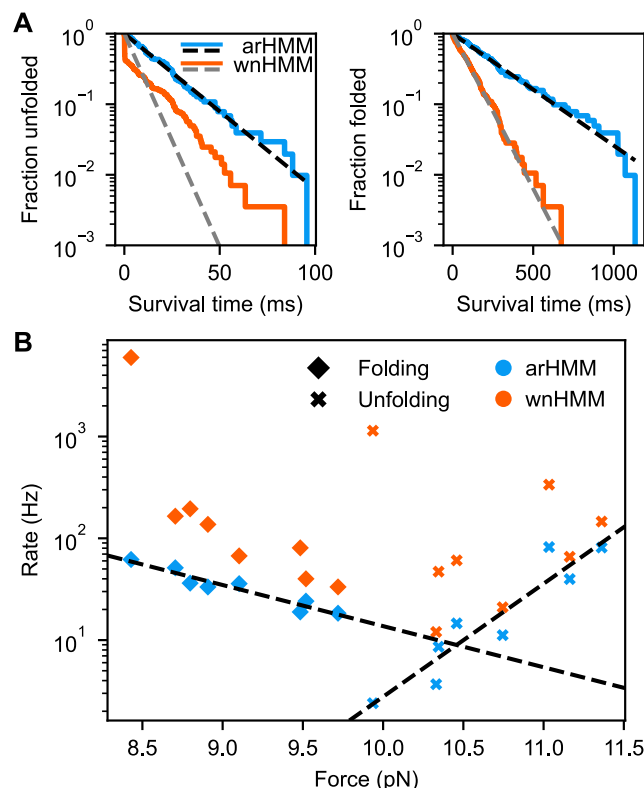 A
Fraction unfolded
10^0
10^-1
10^-2
10^-3
arHMM
wnHMM
0 50 100
Survival time (ms)
Fraction folded
10^0
10^-1
10^-2
10^-3
0 500 1000
Survival time (ms)
B
Rate (Hz)
10^3
10^2
10^1
Folding
Unfolding
arHMM
wnHMM
8.5 9.0 9.5 10.0 10.5 11.0 11.5
Force (pN)